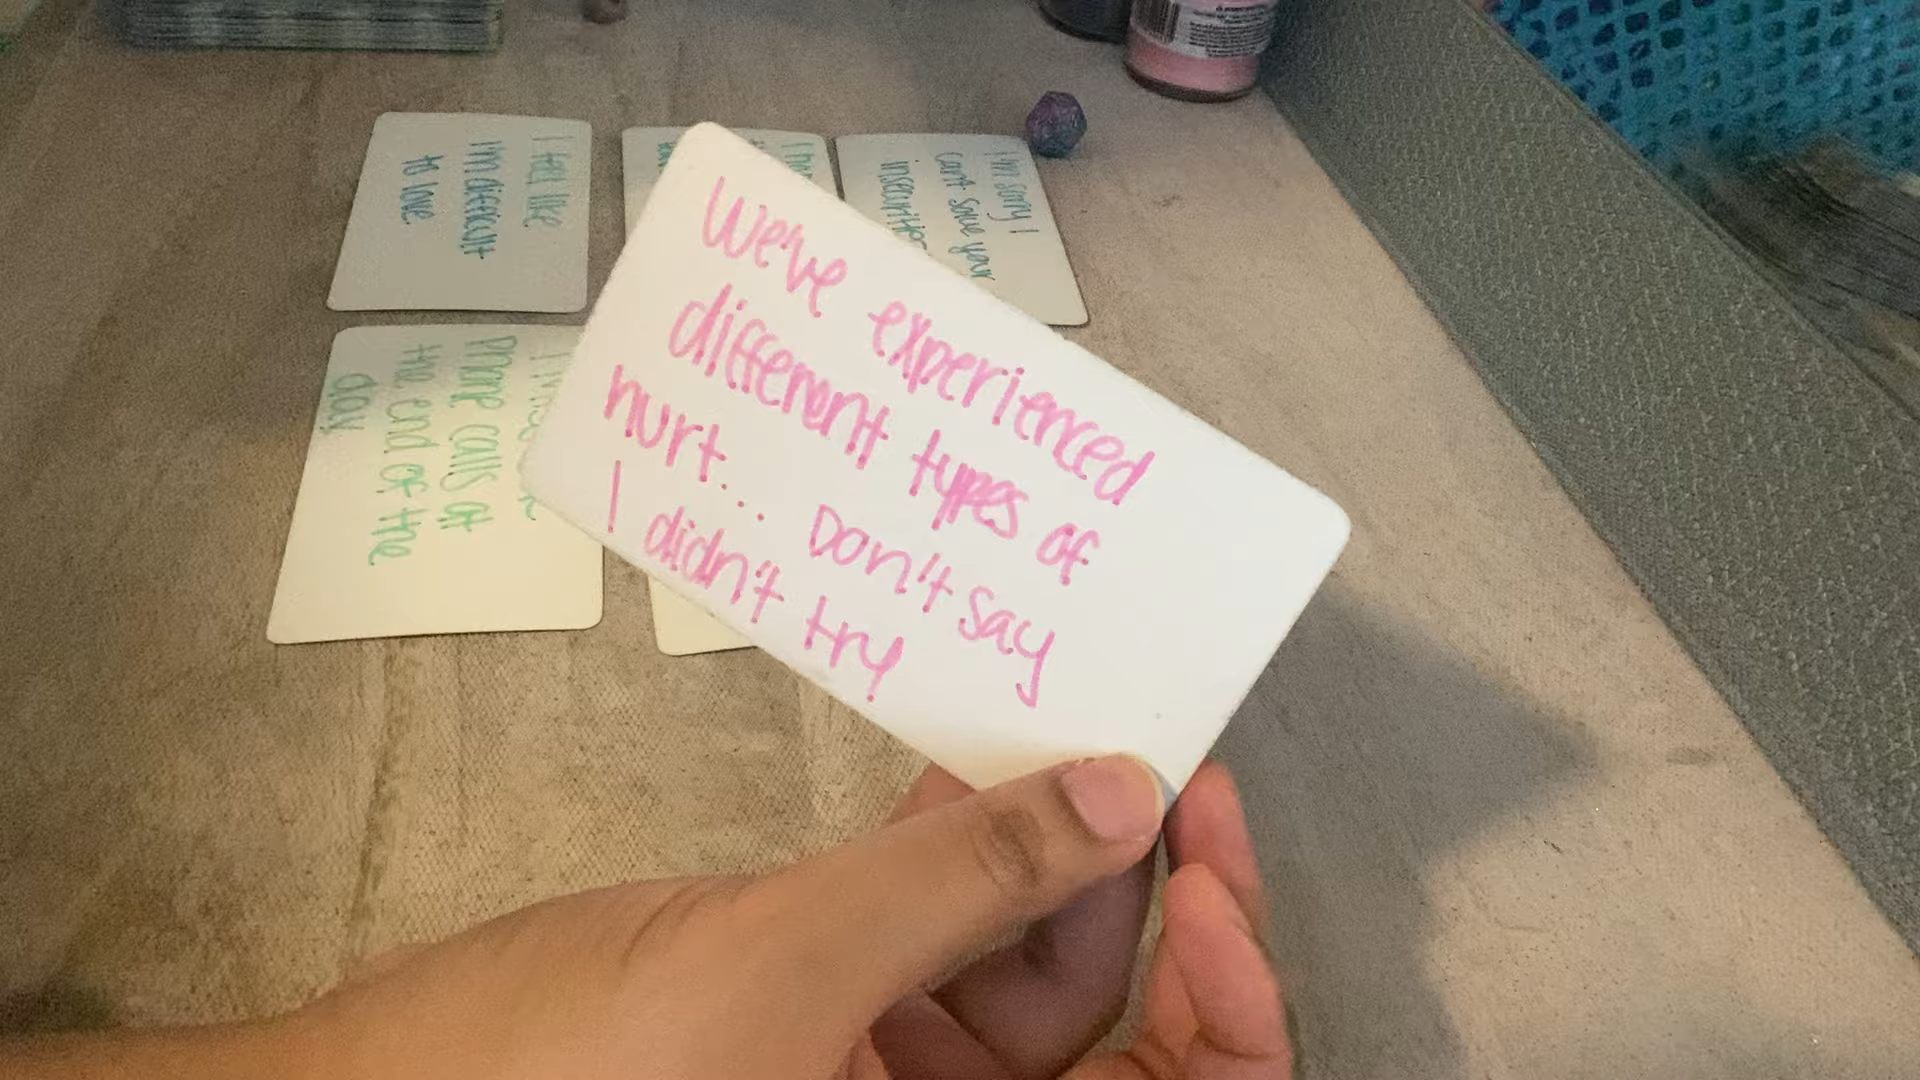 I feel like
I'm difficult
to love
I'm sorry I
can't save your
insecurities
phone calls at
the end of the
day
We've experienced
different types of
hurt... Don't say
I didn't try